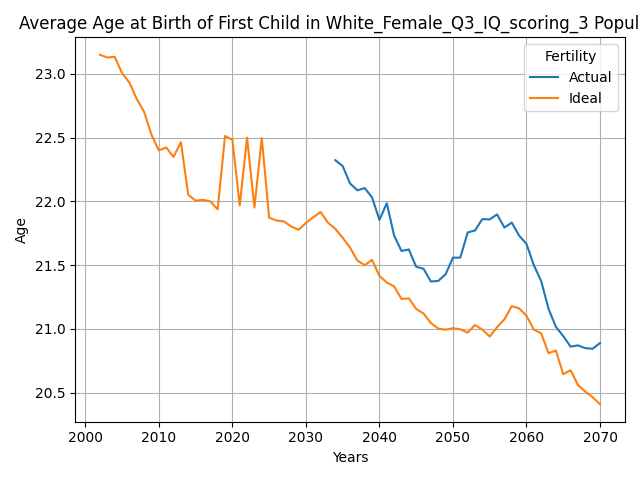 Average Age at Birth of First Child in White_Female_Q3_IQ_scoring_3 Popul
Fertility
Actual
Ideal
23.0
22.5
22.0
21.5
21.0
20.5
Age
2000
2010
2020
2030
2040
2050
2060
2070
Years